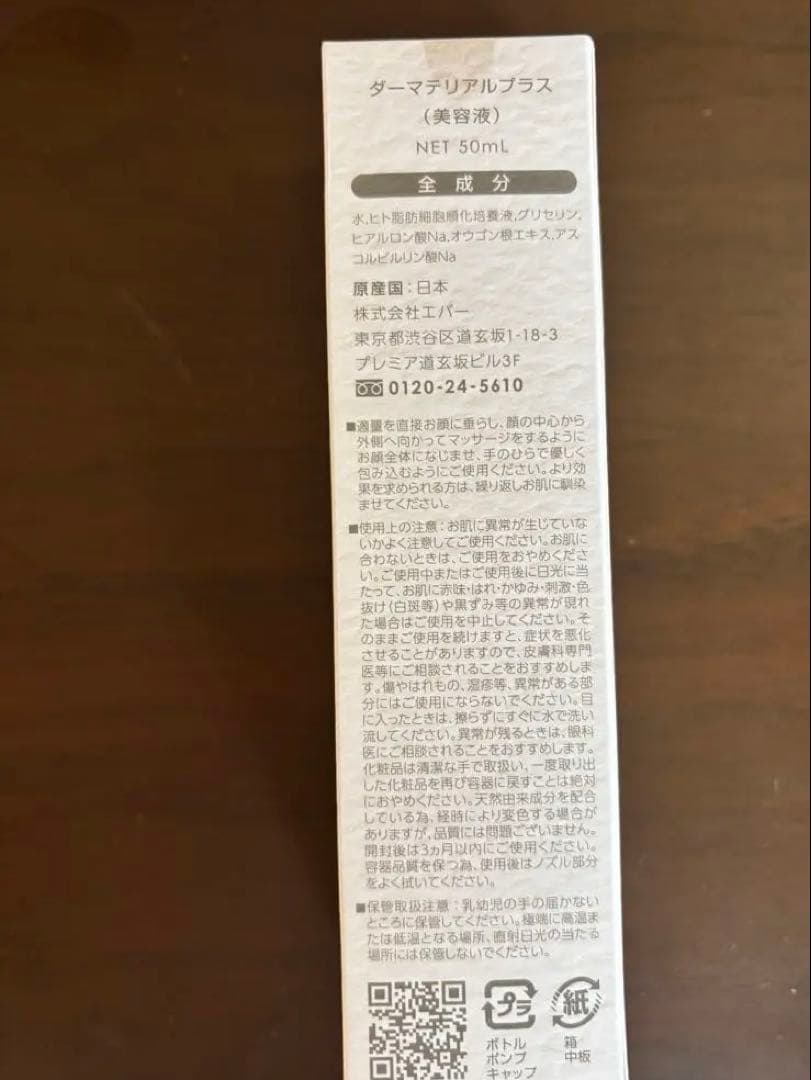 ダーマテリアルプラス
(美容液)
NET 50mL
全成分
水,ヒト脂肪細胞順化培養液,グリセリン,
ヒアルロン酸Na,オウゴン根エキス,アス
コルビルリン酸Na
原産国：日本
株式会社エバー
東京都渋谷区道玄坂1-18-3
プレミア道玄坂ビル3F
0120-24-5610
■適量を直接お顔に垂らし、顔の中心から
外側へ向かってマッサージをするように
お顔全体になじませ、手のひらで優しく
包み込むようにご使用ください。より効
果を求められる方は、繰り返しお肌に馴染
ませてください。
■使用上の注意：お肌に異常が生じていな
いかよく注意してご使用ください。お肌に
合わないときは、ご使用をおやめくださ
い。ご使用中またはご使用後に日光に当
たって、お肌に赤味・はれ・かゆみ・刺激・色
抜け(白斑等)や黒ずみ等の異常が現れ
た場合はご使用を中止してください。そ
のままご使用を続けますと、症状を悪化
させることがありますので、皮膚科専門
医等にご相談されることをおすすめしま
す。傷やはれもの、湿疹等、異常がある部
分にはご使用にならないでください。目
に入ったときは、擦らずにすぐに水で洗い
流してください。異常が残るときは、眼科
医にご相談されることをおすすめします。
化粧品は清潔な手で取扱い、一度取り出
した化粧品を再び容器に戻すことは絶対
におやめください。天然由来成分を配合
している為、経時により変色する場合が
ありますが、品質には問題ございません。
開封後は3ヵ月以内にご使用ください。
容器品質を保つ為、使用後はノズル部分
をよく拭いてください。
■保管取扱注意：乳幼児の手の届かない
ところに保管してください。極端に高温ま
たは低温となる場所、直射日光の当たる
場所には保管しないでください。
プラ 紙
ボトル 箱
ポンプ 中板
キャップ